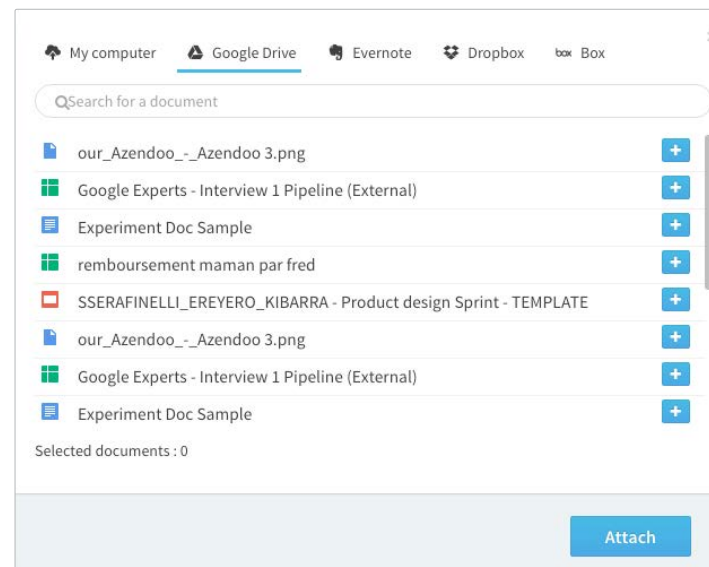 My computer Google Drive Evernote Dropbox box Box
Search for a document
our_Azendoo_-_Azendoo 3.png
Google Experts - Interview 1 Pipeline (External)
Experiment Doc Sample
remboursement maman par fred
SSERAFINELLI_EREYERO_KIBARRA - Product design Sprint - TEMPLATE
our_Azendoo_-_Azendoo 3.png
Google Experts - Interview 1 Pipeline (External)
Experiment Doc Sample
Selected documents : 0
Attach